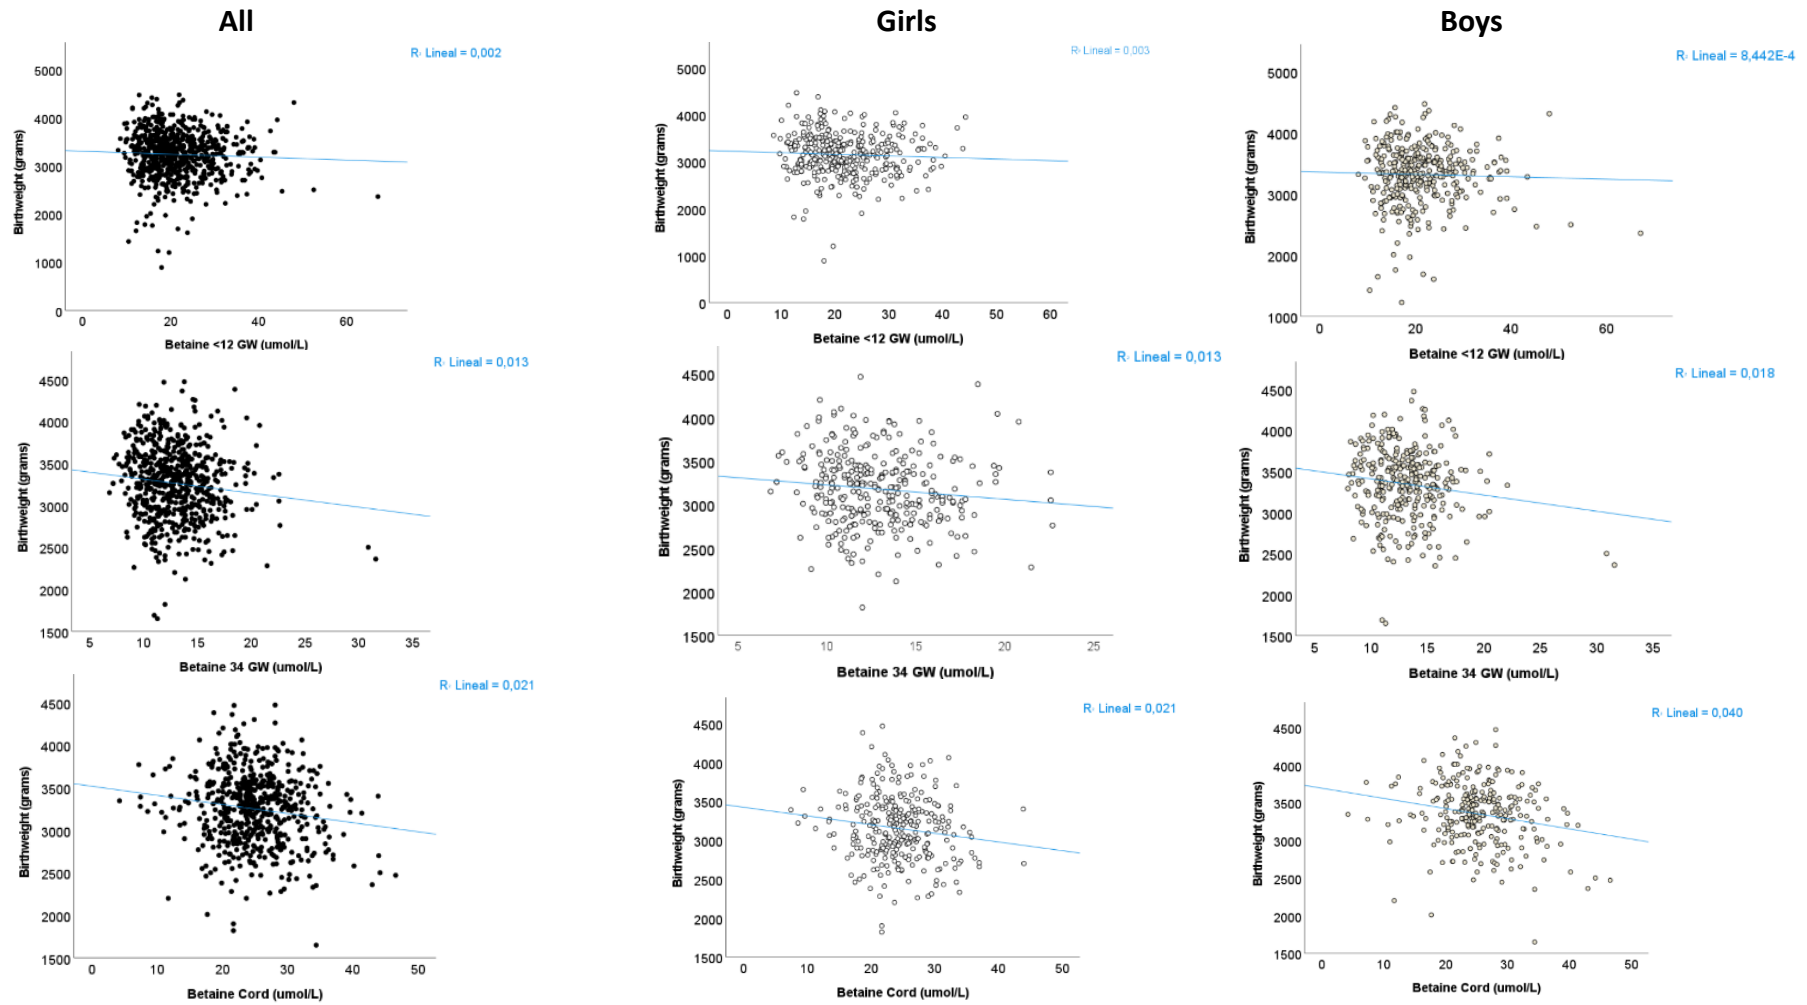 All
Girls
Boys
R² Lineal = 0,002
5000
4000
3000
2000
1000
0
0 20 40 60
Birthweight (grams)
Betaine <12 GW (umol/L)
R² Lineal = 0,003
5000
4000
3000
2000
1000
0
0 10 20 30 40 50 60
Birthweight (grams)
Betaine <12 GW (umol/L)
R² Lineal = 8,442E-4
5000
4000
3000
2000
1000
0 20 40 60
Birthweight (grams)
Betaine <12 GW (umol/L)
R² Lineal = 0,013
4500
4000
3500
3000
2500
2000
1500
5 10 15 20 25 30 35
Birthweight (grams)
Betaine 34 GW (umol/L)
R² Lineal = 0,013
4500
4000
3500
3000
2500
2000
1500
5 10 15 20 25
Birthweight (grams)
Betaine 34 GW (umol/L)
R² Lineal = 0,018
4500
4000
3500
3000
2500
2000
1500
5 10 15 20 25 30 35
Birthweight (grams)
Betaine 34 GW (umol/L)
R² Lineal = 0,021
4500
4000
3500
3000
2500
2000
1500
0 10 20 30 40 50
Birthweight (grams)
Betaine Cord (umol/L)
R² Lineal = 0,021
4500
4000
3500
3000
2500
2000
1500
0 10 20 30 40 50
Birthweight (grams)
Betaine Cord (umol/L)
R² Lineal = 0,040
4500
4000
3500
3000
2500
2000
1500
0 10 20 30 40 50
Birthweight (grams)
Betaine Cord (umol/L)